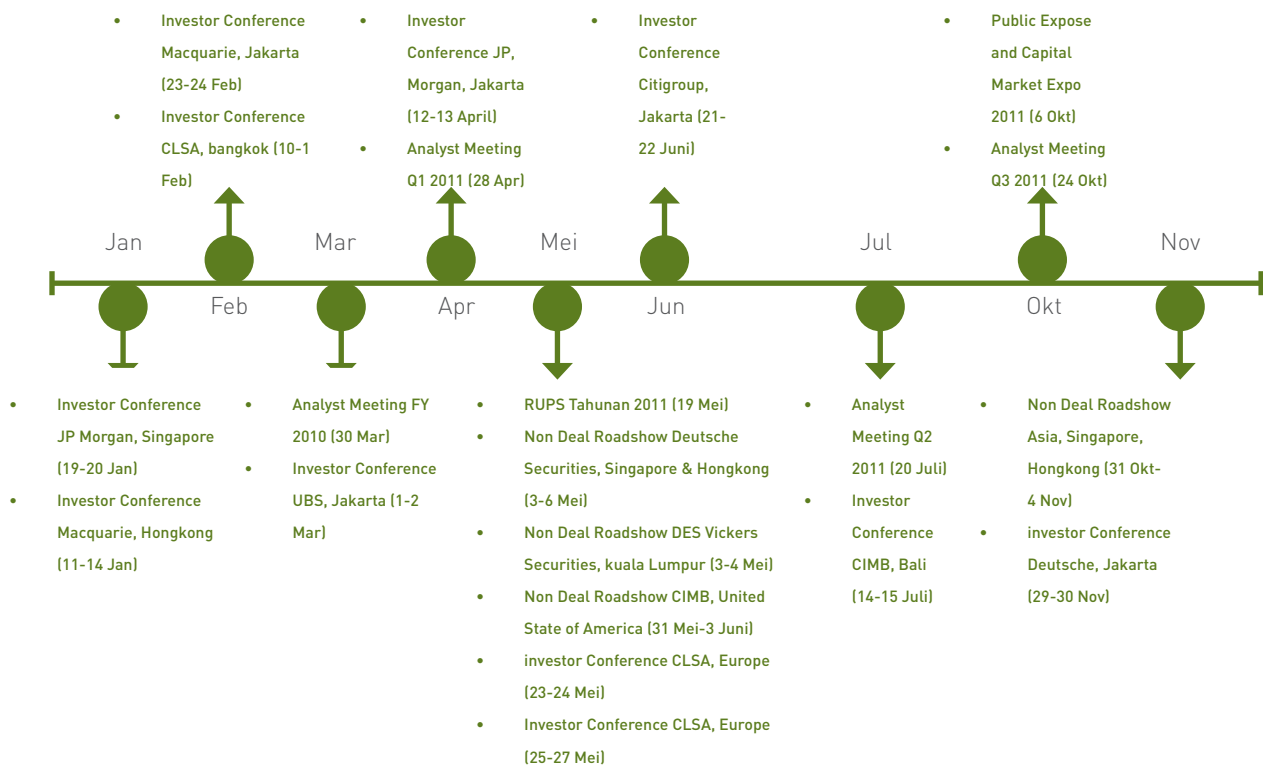 • Investor Conference
Macquarie, Jakarta
(23-24 Feb)
• Investor Conference
CLSA, bangkok (10-1
Feb)
• Investor
Conference JP,
Morgan, Jakarta
(12-13 April)
• Analyst Meeting
Q1 2011 (28 Apr)
• Investor
Conference
Citigroup,
Jakarta (21-
22 Juni)
• Public Expose
and Capital
Market Expo
2011 (6 Okt)
• Analyst Meeting
Q3 2011 (24 Okt)
Jan
Feb
Mar
Apr
Mei
Jun
Jul
Okt
Nov
• Investor Conference
JP Morgan, Singapore
(19-20 Jan)
• Investor Conference
Macquarie, Hongkong
(11-14 Jan)
• Analyst Meeting FY
2010 (30 Mar)
• Investor Conference
UBS, Jakarta (1-2
Mar)
• RUPS Tahunan 2011 (19 Mei)
• Non Deal Roadshow Deutsche
Securities, Singapore & Hongkong
(3-6 Mei)
• Non Deal Roadshow DES Vickers
Securities, kuala Lumpur (3-4 Mei)
• Non Deal Roadshow CIMB, United
State of America (31 Mei-3 Juni)
• investor Conference CLSA, Europe
(23-24 Mei)
• Investor Conference CLSA, Europe
(25-27 Mei)
• Analyst
Meeting Q2
2011 (20 Juli)
• Investor
Conference
CIMB, Bali
(14-15 Juli)
• Non Deal Roadshow
Asia, Singapore,
Hongkong (31 Okt-
4 Nov)
• investor Conference
Deutsche, Jakarta
(29-30 Nov)